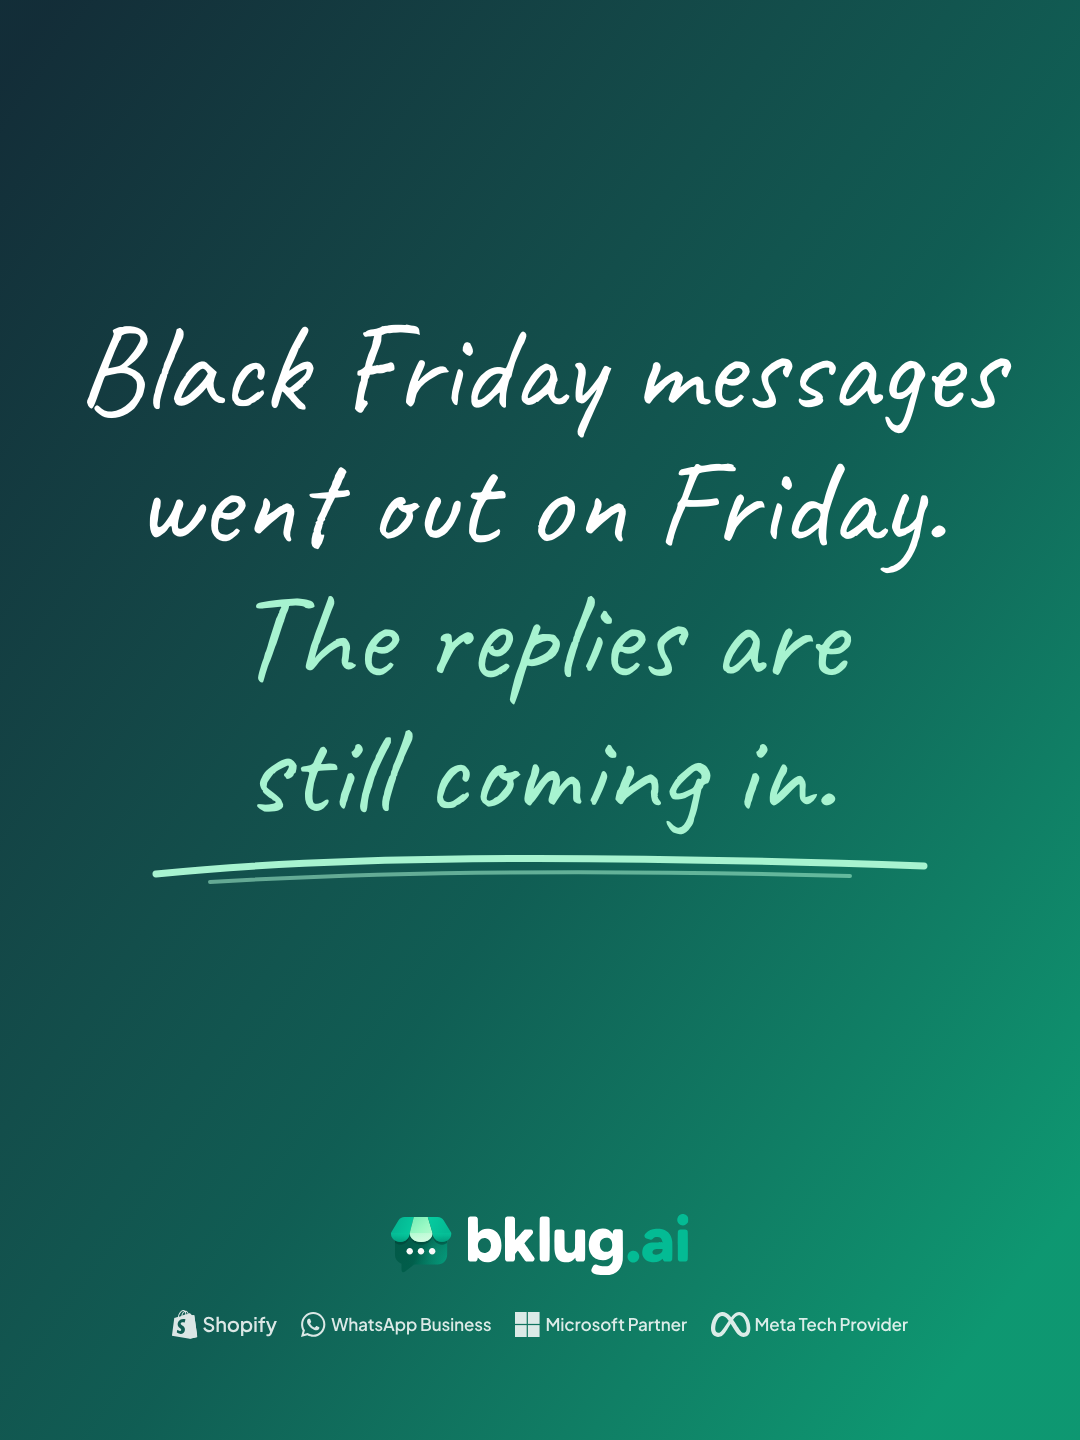 Black Friday messages
went out on Friday.
The replies are
still coming in.
bklug.ai
Shopify WhatsApp Business Microsoft Partner Meta Tech Provider